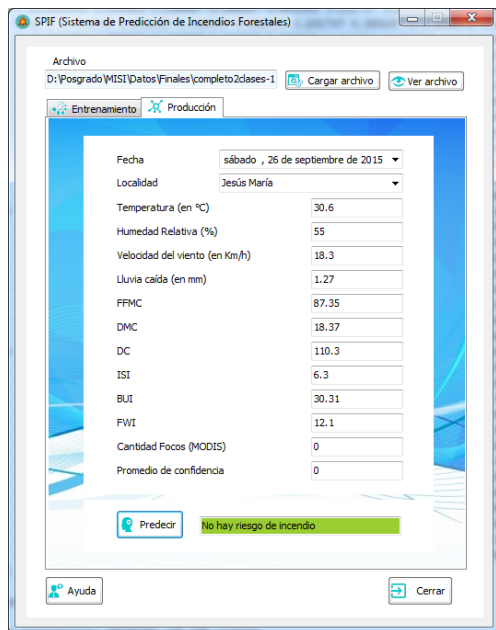 SPIF (Sistema de Predicción de Incendios Forestales)
Archivo
D:\Posgrado\MISI\Datos\Finales\completo2clases-1 Cargar archivo Ver archivo
Entrenamiento Producción
Fecha sábado , 26 de septiembre de 2015
Localidad Jesús María
Temperatura (en ºC) 30.6
Humedad Relativa (%) 55
Velocidad del viento (en Km/h) 18.3
Lluvia caída (en mm) 1.27
FFMC 87.35
DMC 18.37
DC 110.3
ISI 6.3
BUI 30.31
FWI 12.1
Cantidad Focos (MODIS) 0
Promedio de confidencia 0
Predecir No hay riesgo de incendio
Ayuda Cerrar